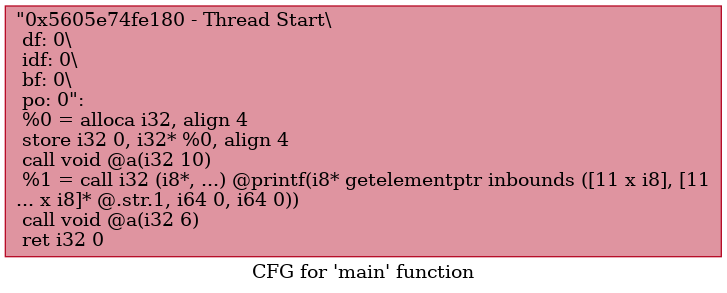 "0x5605e74fe180 - Thread Start\
df: 0\
idf: 0\
bf: 0\
po: 0":
%0 = alloca i32, align 4
store i32 0, i32* %0, align 4
call void @a(i32 10)
%1 = call i32 (i8*, ...) @printf(i8* getelementptr inbounds ([11 x i8], [11
... x i8]* @.str.1, i64 0, i64 0))
call void @a(i32 6)
ret i32 0
CFG for 'main' function